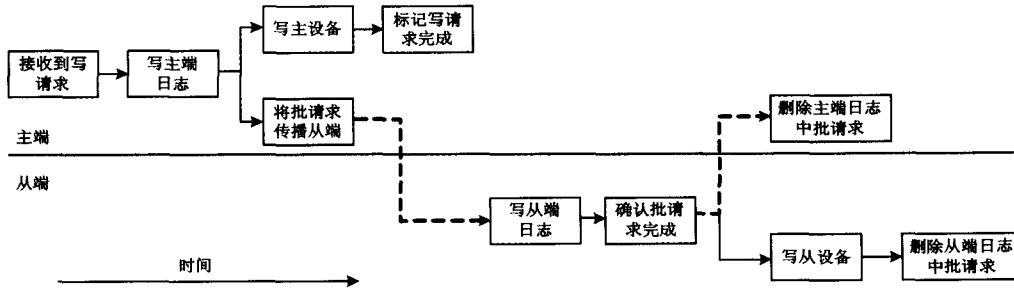 接收到写
请求
写主端
日志
写主设备
标记写请
求完成
将批请求
传播从端
删除主端日志
中批请求
主端
从端
写从端
日志
确认批请
求完成
写从设备
删除从端日志
中批请求
时间